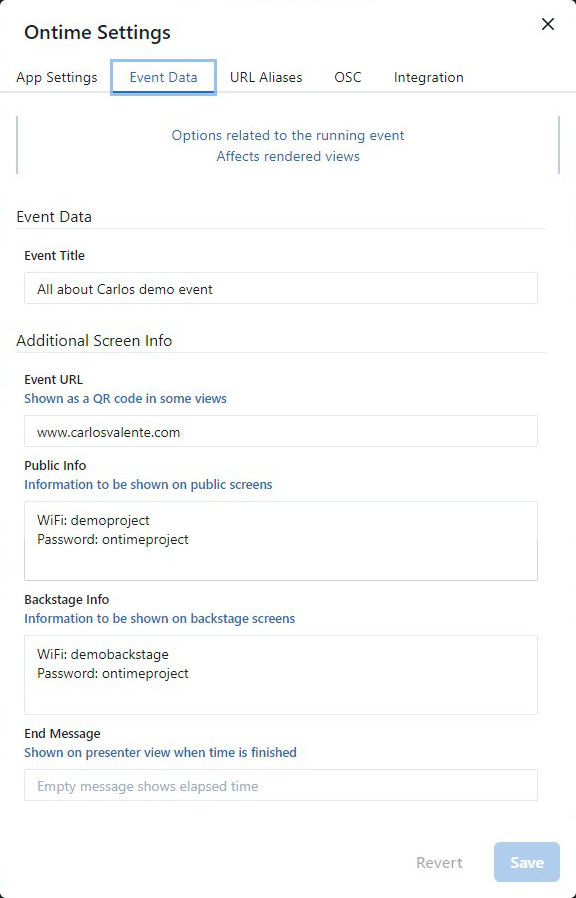 Ontime Settings
App Settings
Event Data
URL Aliases
OSC
Integration
Options related to the running event
Affects rendered views
Event Data
Event Title
All about Carlos demo event
Additional Screen Info
Event URL
Shown as a QR code in some views
www.carlosvalente.com
Public Info
Information to be shown on public screens
WiFi: demoproject
Password: ontimeproject
Backstage Info
Information to be shown on backstage screens
WiFi: demobackstage
Password: ontimeproject
End Message
Shown on presenter view when time is finished
Empty message shows elapsed time
Revert
Save